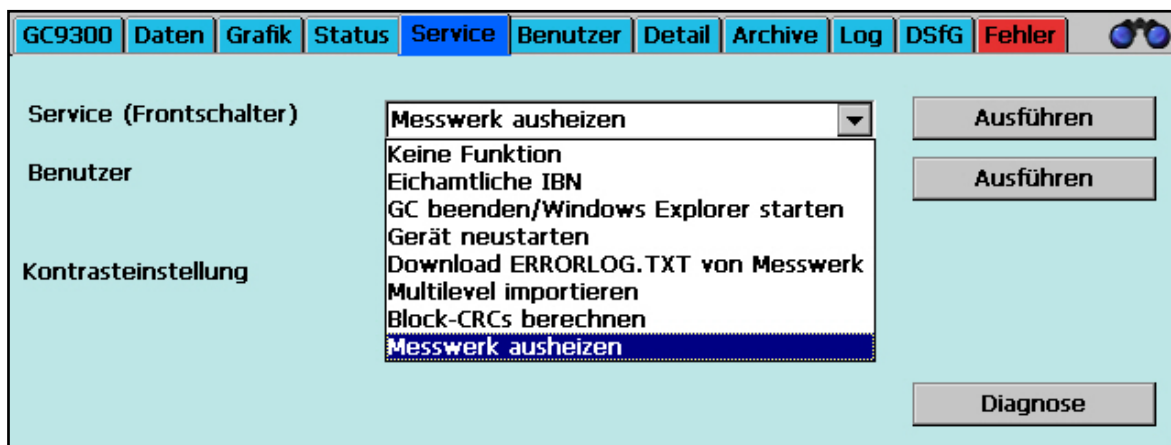 GC9300 Daten Grafik Status Service Benutzer Detail Archive Log DSfG Fehler
Service (Frontschalter) Messwerk ausheizen Ausführen
Keine Funktion
Benutzer Eichamtliche IBN Ausführen
GC beenden/Windows Explorer starten
Gerät neustarten
Kontrasteinstellung Download ERRORLOG.TXT von Messwerk
Multilevel importieren
Block-CRCs berechnen
Messwerk ausheizen
Diagnose